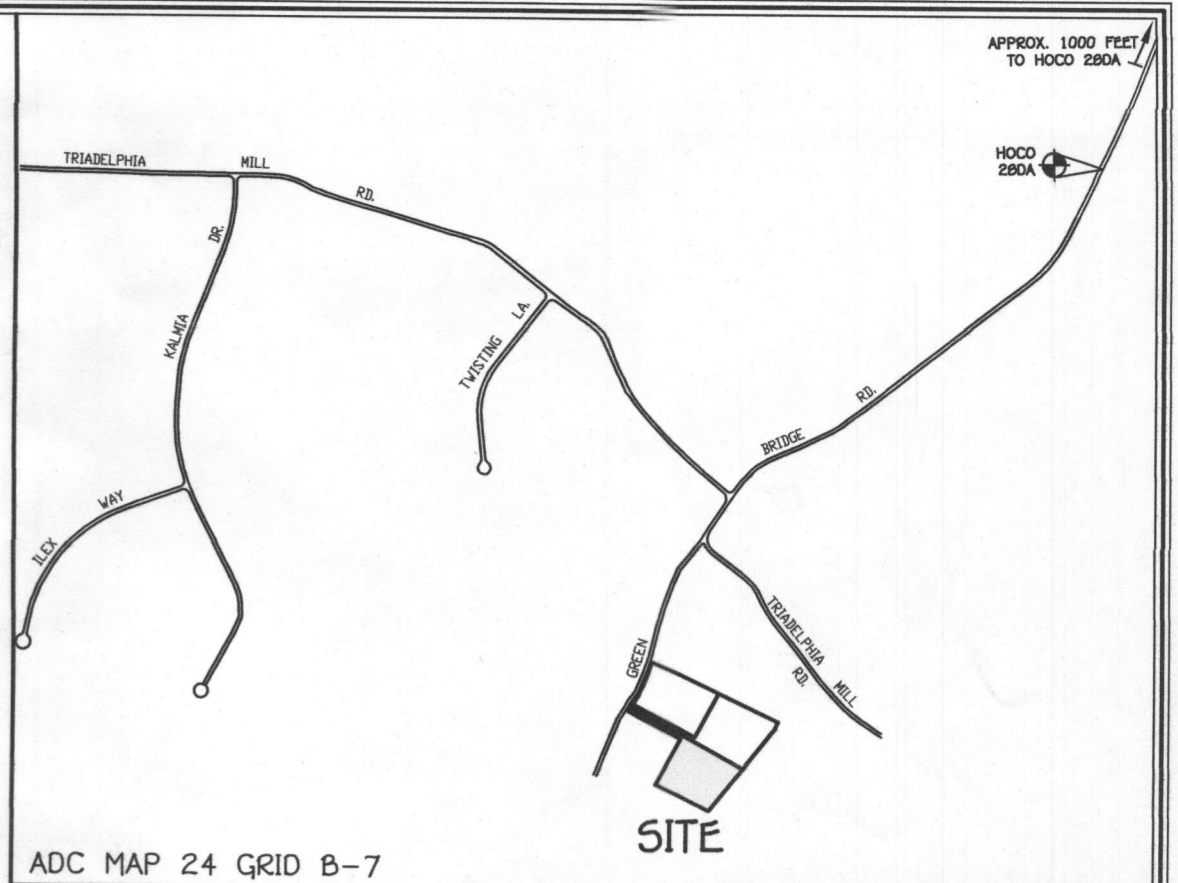 APPROX. 1000 FEET
TO HOCO 28DA
HOCO
28DA
TRIADELPHIA MILL RD.
KALMIA DR.
TWISTING LA.
ILEX WAY
GREEN BRIDGE RD.
TRIADELPHIA MILL
RD.
SITE
ADC MAP 24 GRID B-7